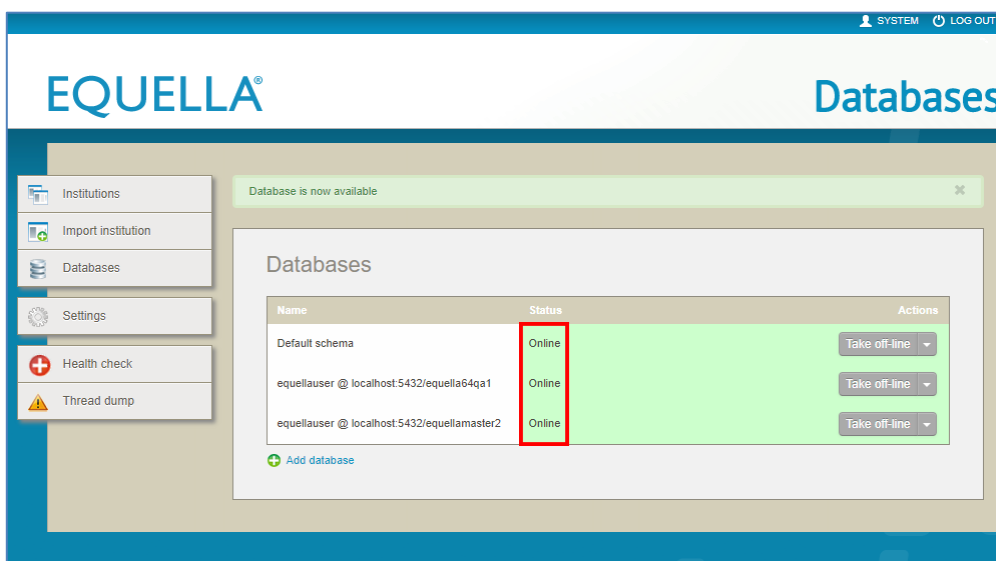 SYSTEM LOG OUT
EQUELLA®
Databases
Institutions
Import institution
Databases
Settings
Health check
Thread dump
Database is now available
Databases
Name Status Actions
Default schema Online Take off-line
equellauser @ localhost:5432/equella64qa1 Online Take off-line
equellauser @ localhost:5432/equellamaster2 Online Take off-line
Add database